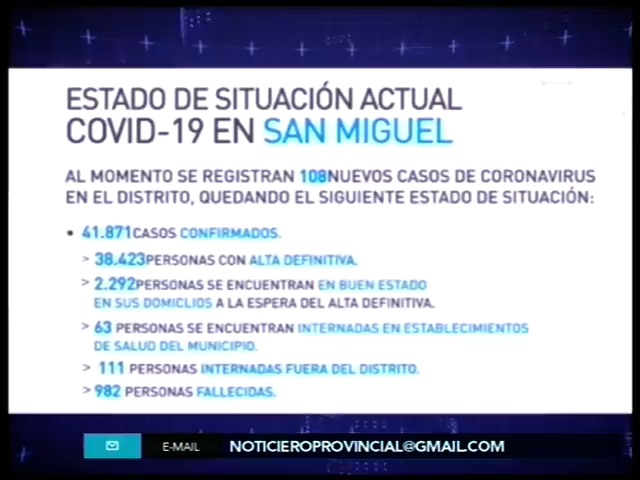 ESTADO DE SITUACIÓN ACTUAL
COVID-19 EN SAN MIGUEL
AL MOMENTO SE REGISTRAN 108NUEVOS CASOS DE CORONAVIRUS
EN EL DISTRITO, QUEDANDO EL SIGUIENTE ESTADO DE SITUACIÓN:
• 41.871CASOS CONFIRMADOS.
> 38.423PERSONAS CON ALTA DEFINITIVA.
> 2.292PERSONAS SE ENCUENTRAN EN BUEN ESTADO
EN SUS DOMICLIOS A LA ESPERA DEL ALTA DEFINITIVA.
> 63 PERSONAS SE ENCUENTRAN INTERNADAS EN ESTABLECIMIENTOS
DE SALUD DEL MUNICIPIO.
> 111 PERSONAS INTERNADAS FUERA DEL DISTRITO.
> 982 PERSONAS FALLECIDAS.
E-MAIL NOTICIEROPROVINCIAL@GMAIL.COM